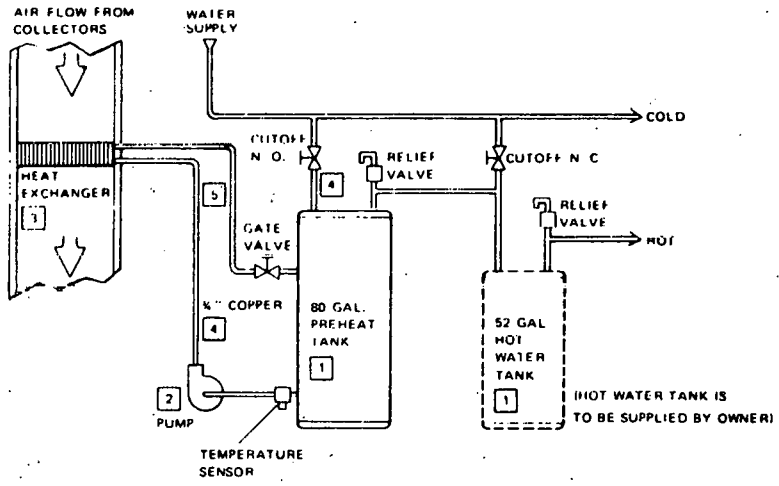 AIR FLOW FROM
COLLECTORS
WATER
SUPPLY
COLD
CUTOFF
N.O.
RELIEF
VALVE
CUTOFF N C
4
HEAT
EXCHANGER
3
5
RELIEF
VALVE
GATE
VALVE
HOT
¾" COPPER
4
80 GAL.
PREHEAT
TANK
1
52 GAL
HOT
WATER
TANK
1
(HOT WATER TANK IS
TO BE SUPPLIED BY OWNER)
2
PUMP
TEMPERATURE
SENSOR